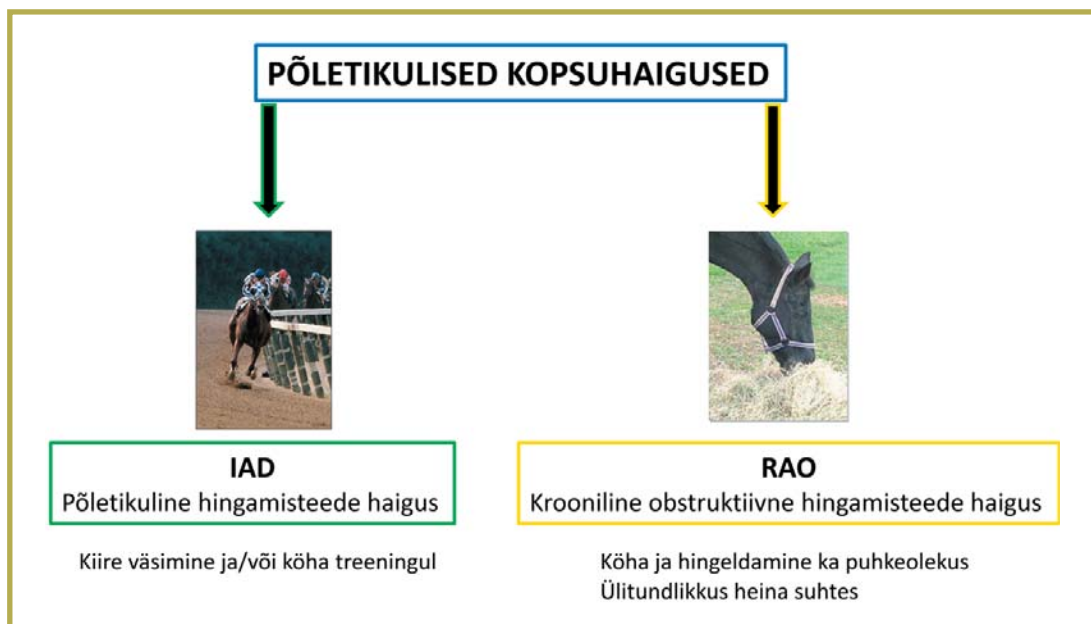 PÕLETIKULISED KOPSUHAIGUSED
IAD
Põletikuline hingamisteede haigus
Kiire väsimine ja/või köha treeningul
RAO
Krooniline obstruktiivne hingamisteede haigus
Köha ja hingeldamine ka puhkeolekus
Ülitundlikkus heina suhtes